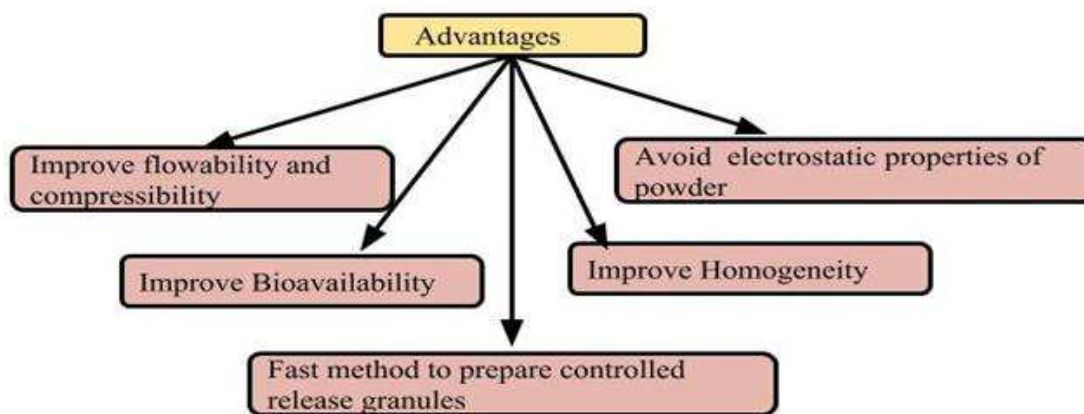 Advantages
Improve flowability and
compressibility
Avoid electrostatic properties of
powder
Improve Bioavailability
Improve Homogeneity
Fast method to prepare controlled
release granules